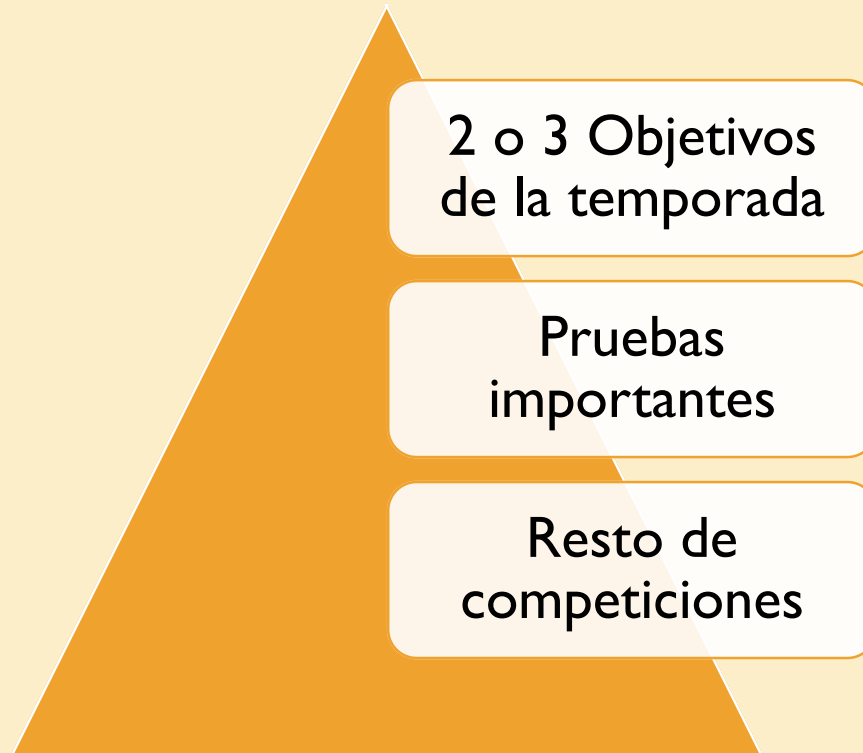 2 o 3 Objetivos
de la temporada
Pruebas
importantes
Resto de
competiciones